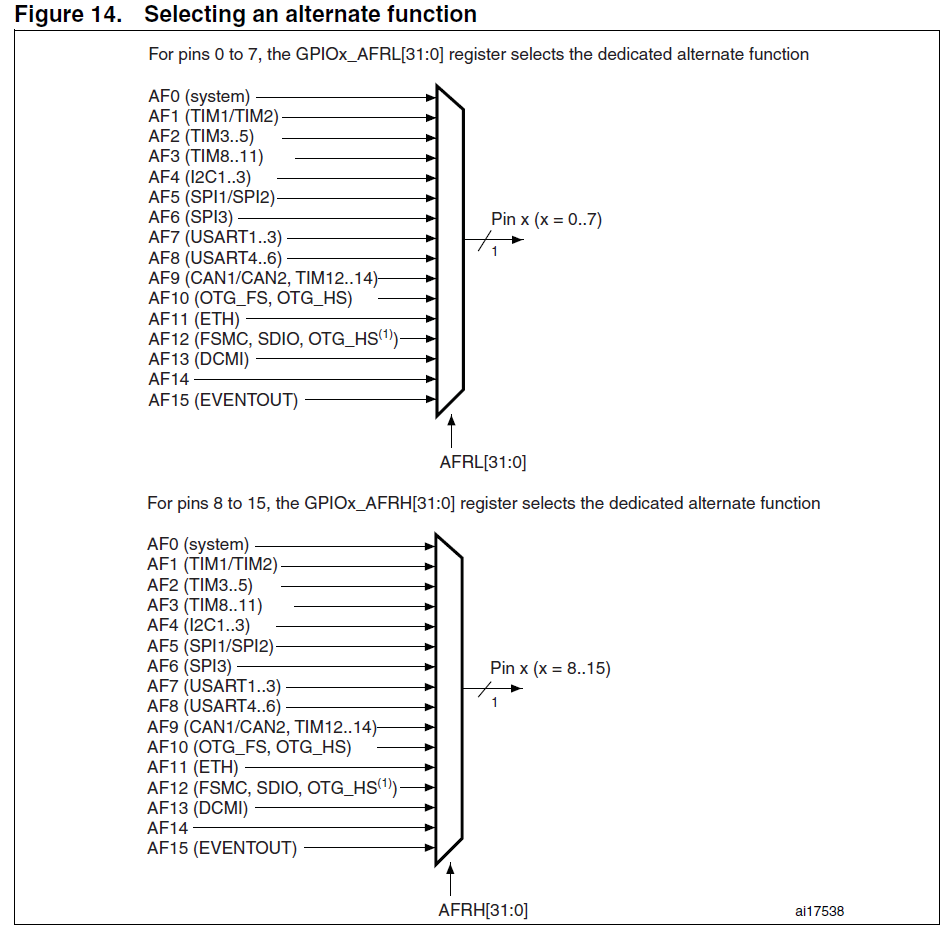 Figure 14. Selecting an alternate function
For pins 0 to 7, the GPIOx_AFRL[31:0] register selects the dedicated alternate function
AF0 (system)
AF1 (TIM1/TIM2)
AF2 (TIM3..5)
AF3 (TIM8..11)
AF4 (I2C1..3)
AF5 (SPI1/SPI2)
AF6 (SPI3)
AF7 (USART1..3)
AF8 (USART4..6)
AF9 (CAN1/CAN2, TIM12..14)
AF10 (OTG_FS, OTG_HS)
AF11 (ETH)
AF12 (FSMC, SDIO, OTG_HS(1))
AF13 (DCMI)
AF14
AF15 (EVENTOUT)
Pin x (x = 0..7)
1
AFRL[31:0]
For pins 8 to 15, the GPIOx_AFRH[31:0] register selects the dedicated alternate function
AF0 (system)
AF1 (TIM1/TIM2)
AF2 (TIM3..5)
AF3 (TIM8..11)
AF4 (I2C1..3)
AF5 (SPI1/SPI2)
AF6 (SPI3)
AF7 (USART1..3)
AF8 (USART4..6)
AF9 (CAN1/CAN2, TIM12..14)
AF10 (OTG_FS, OTG_HS)
AF11 (ETH)
AF12 (FSMC, SDIO, OTG_HS(1))
AF13 (DCMI)
AF14
AF15 (EVENTOUT)
Pin x (x = 8..15)
1
AFRH[31:0]
ai17538